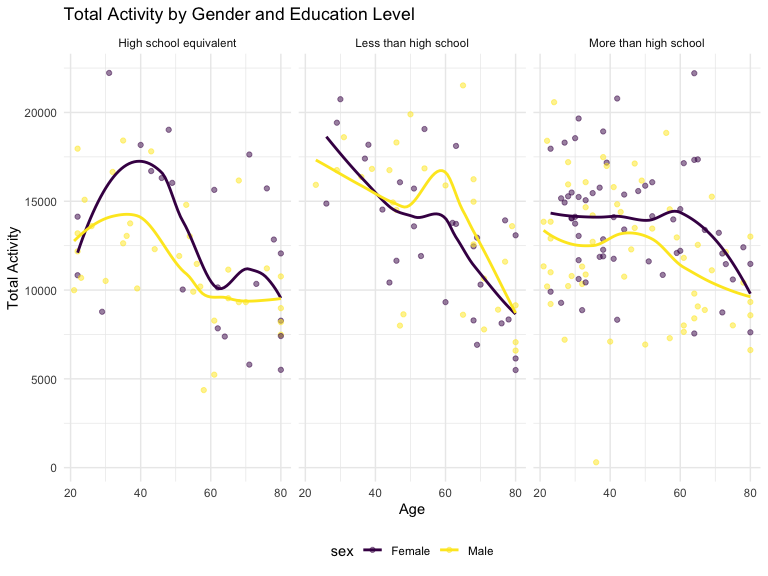 Total Activity by Gender and Education Level
High school equivalent
Less than high school
More than high school
Total Activity
20000
15000
10000
5000
0
20 40 60 80
20 40 60 80
20 40 60 80
Age
sex Female Male